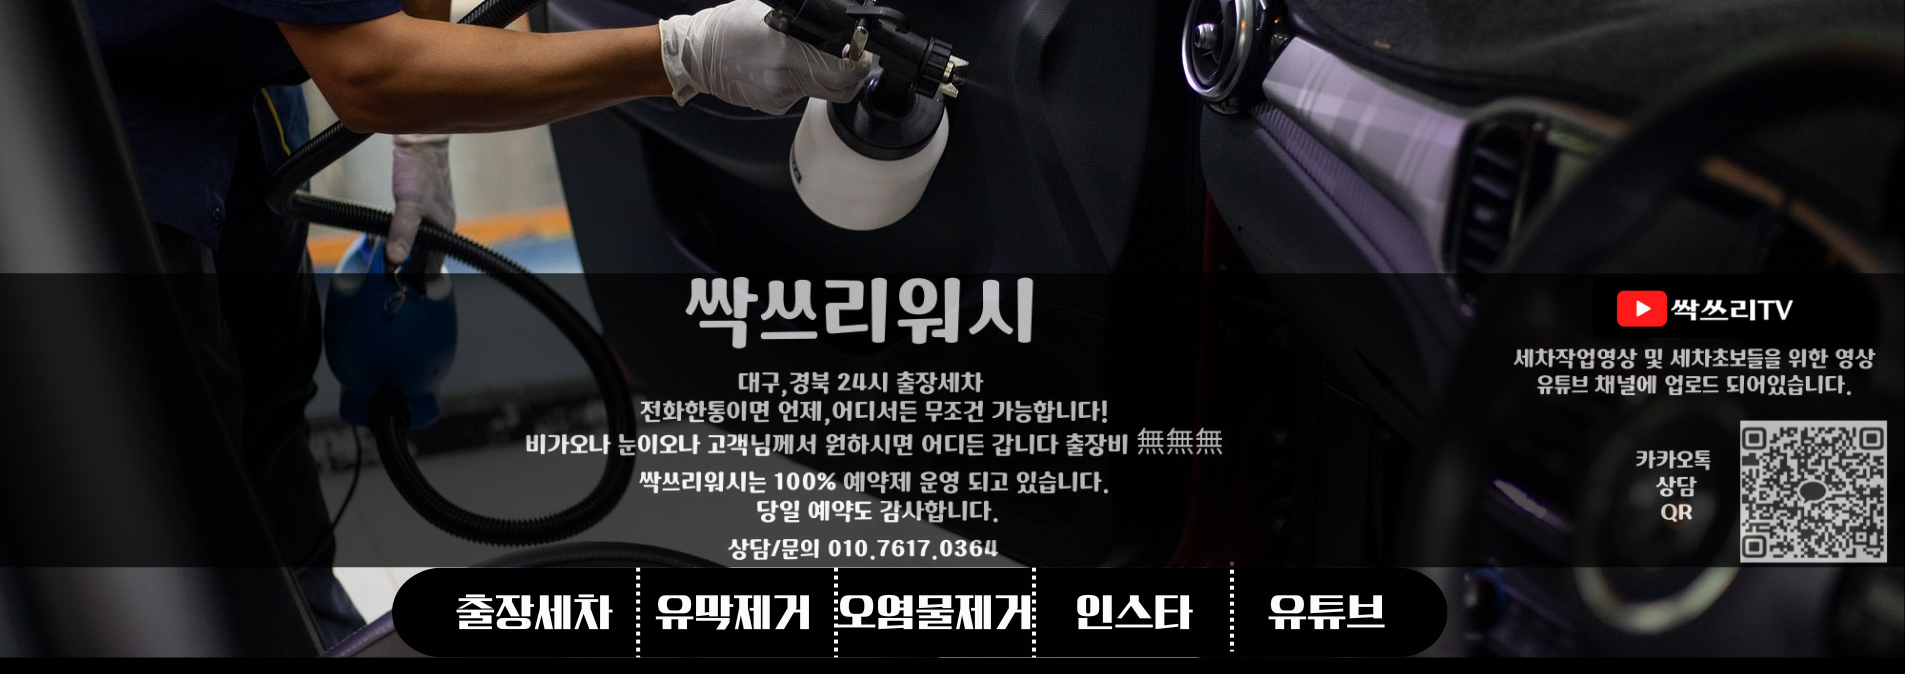 싹쓰리워시
대구,경북 24시 출장세차
전화한통이면 언제,어디서든 무조건 가능합니다!
비가오나 눈이오나 고객님께서 원하시면 어디든 갑니다 출장비 無無無
싹쓰리워시는 100% 예약제 운영 되고 있습니다.
당일 예약도 감사합니다.
상담/문의 010.7617.0364
싹쓰리TV
세차작업영상 및 세차초보들을 위한 영상
유튜브 채널에 업로드 되어있습니다.
카카오톡
상담
QR
출장세차 유막제거 오염물제거 인스타 유튜브